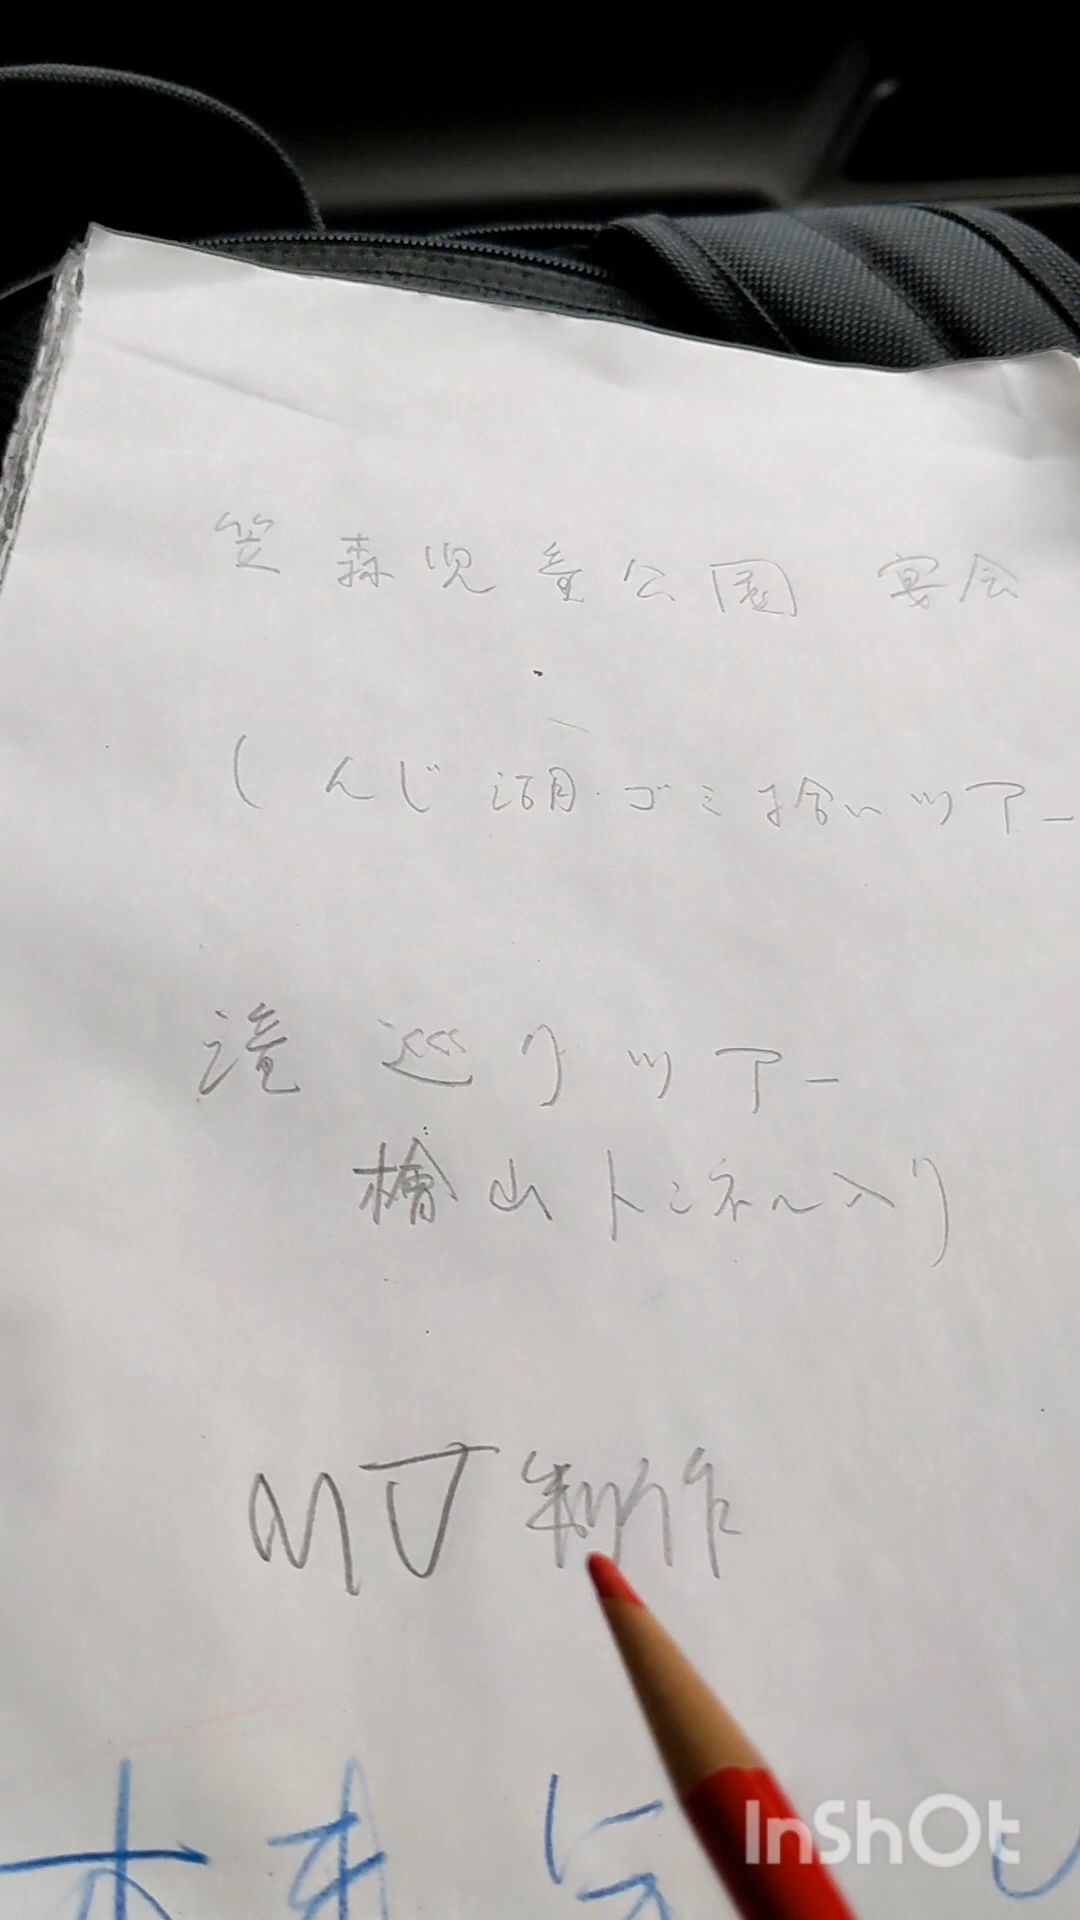 笠森児童公園 宴会
しんじ湖・ゴミ拾いツアー
滝巡りツアー
檜山トンネル入り
MV制作
InShOt